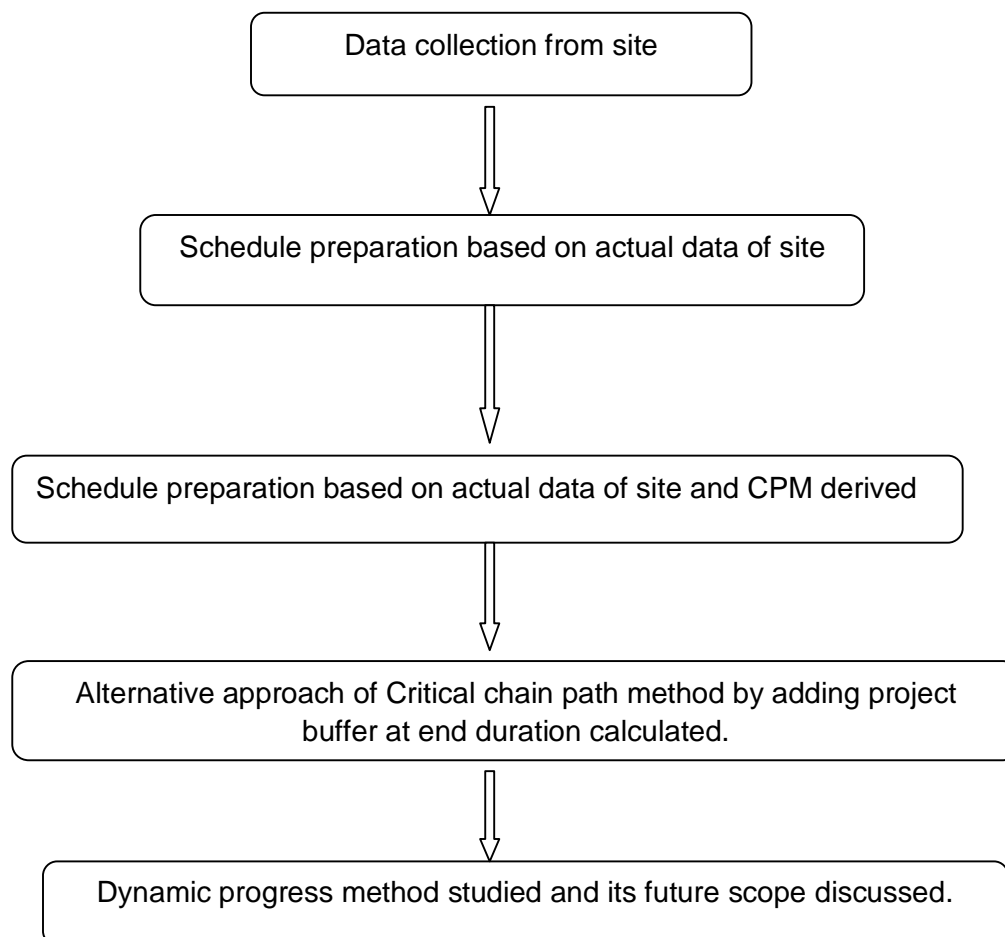 Data collection from site
Schedule preparation based on actual data of site
Schedule preparation based on actual data of site and CPM derived
Alternative approach of Critical chain path method by adding project
buffer at end duration calculated.
Dynamic progress method studied and its future scope discussed.